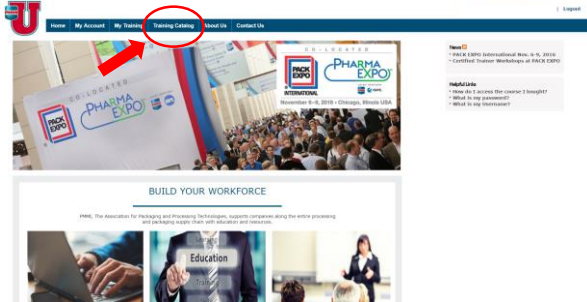 Logout
Home My Account My Training Training Catalog About Us Contact Us
CO-LOCATED
PACK EXPO
INTERNATIONAL
PHARMA EXPO
November 6-9, 2016 • Chicago, Illinois USA
CO-LOCATED
PACK EXPO
PHARMA EXPO
News
PACK EXPO International Nov. 6-9, 2016
Certified Trainer Workshops at PACK EXPO
Helpful Links
How do I access the course I bought?
What is my password?
What is my Username?
BUILD YOUR WORKFORCE
PMMI, The Association for Packaging and Processing Technologies, supports companies along the entire processing
and packaging supply chain with education and resources.
Learning
Education
Training